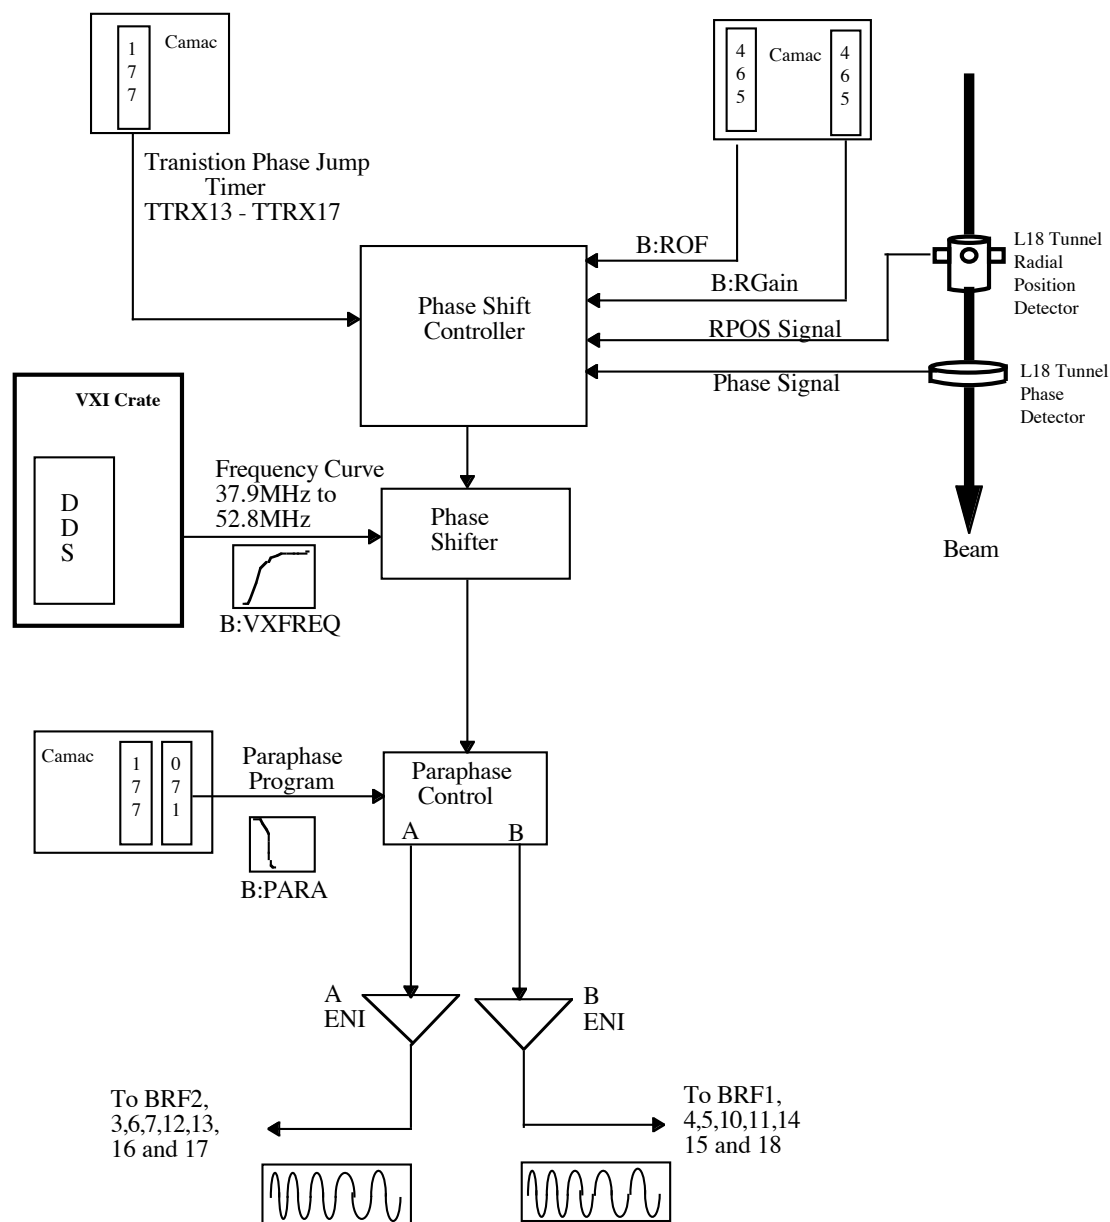 1
7
7
Camac
4
6
5
Camac
4
6
5
Tranistion Phase Jump
Timer
TTRX13 - TTRX17
B:ROF
B:RGain
RPOS Signal
Phase Signal
L18 Tunnel
Radial
Position
Detector
L18 Tunnel
Phase
Detector
Beam
Phase Shift
Controller
VXI Crate
D
D
S
Frequency Curve
37.9MHz to
52.8MHz
B:VXFREQ
Phase
Shifter
Camac
1
7
7
0
7
1
Paraphase
Program
B:PARA
Paraphase
Control
A
B
A
ENI
B
ENI
To BRF2,
3,6,7,12,13,
16 and 17
To BRF1,
4,5,10,11,14
15 and 18